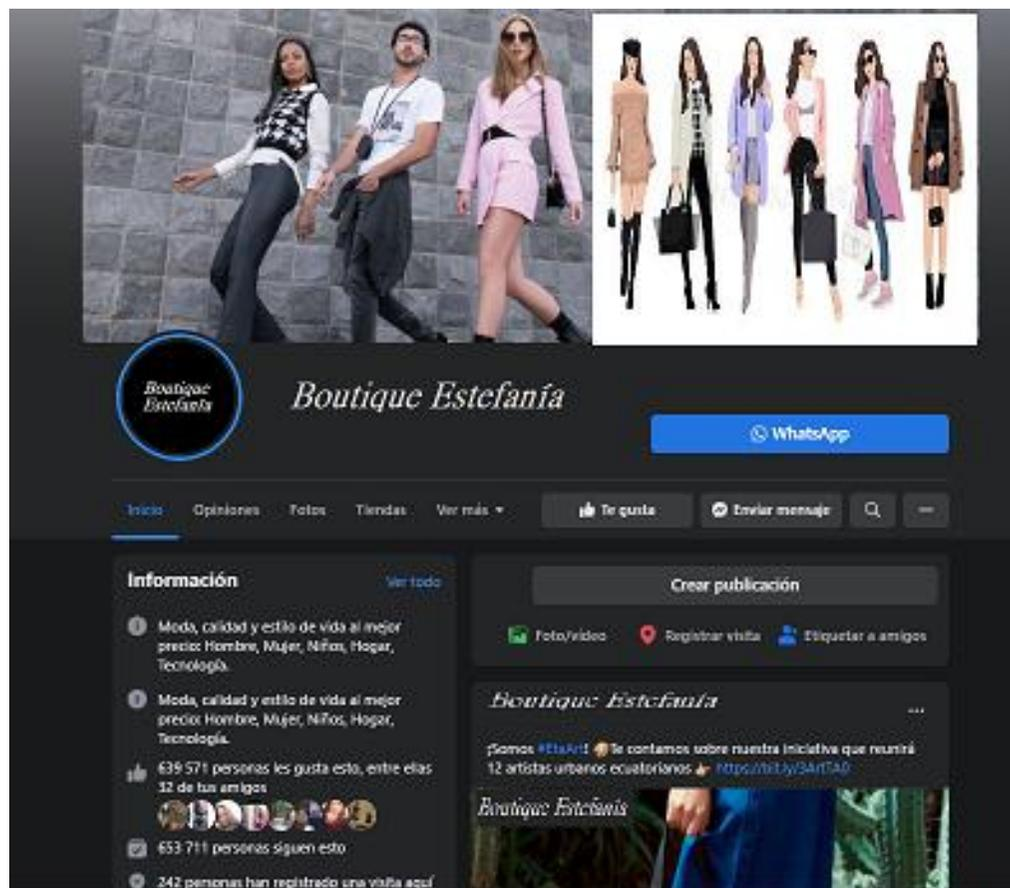 Boutique
Estefanía
Boutique Estefanía
WhatsApp
Inicio
Opiniones
Fotos
Tiendas
Ver más
Te gusta
Enviar mensaje
Información
Ver todo
Moda, calidad y estilo de vida al mejor
precio: Hombre, Mujer, Niños, Hogar,
Tecnología.
Moda, calidad y estilo de vida al mejor
precio: Hombre, Mujer, Niños, Hogar,
Tecnología.
639 571 personas les gusta esto, entre ellas
32 de tus amigos
653 711 personas siguen esto
242 personas han registrado una visita aquí
Crear publicación
Foto/video
Registrar visita
Etiquetar a amigos
Boutique Estefanía
¡Somos #EtaArt! Te contamos sobre nuestra iniciativa que reunirá
12 artistas urbanos ecuatorianos
Boutique Estefanía